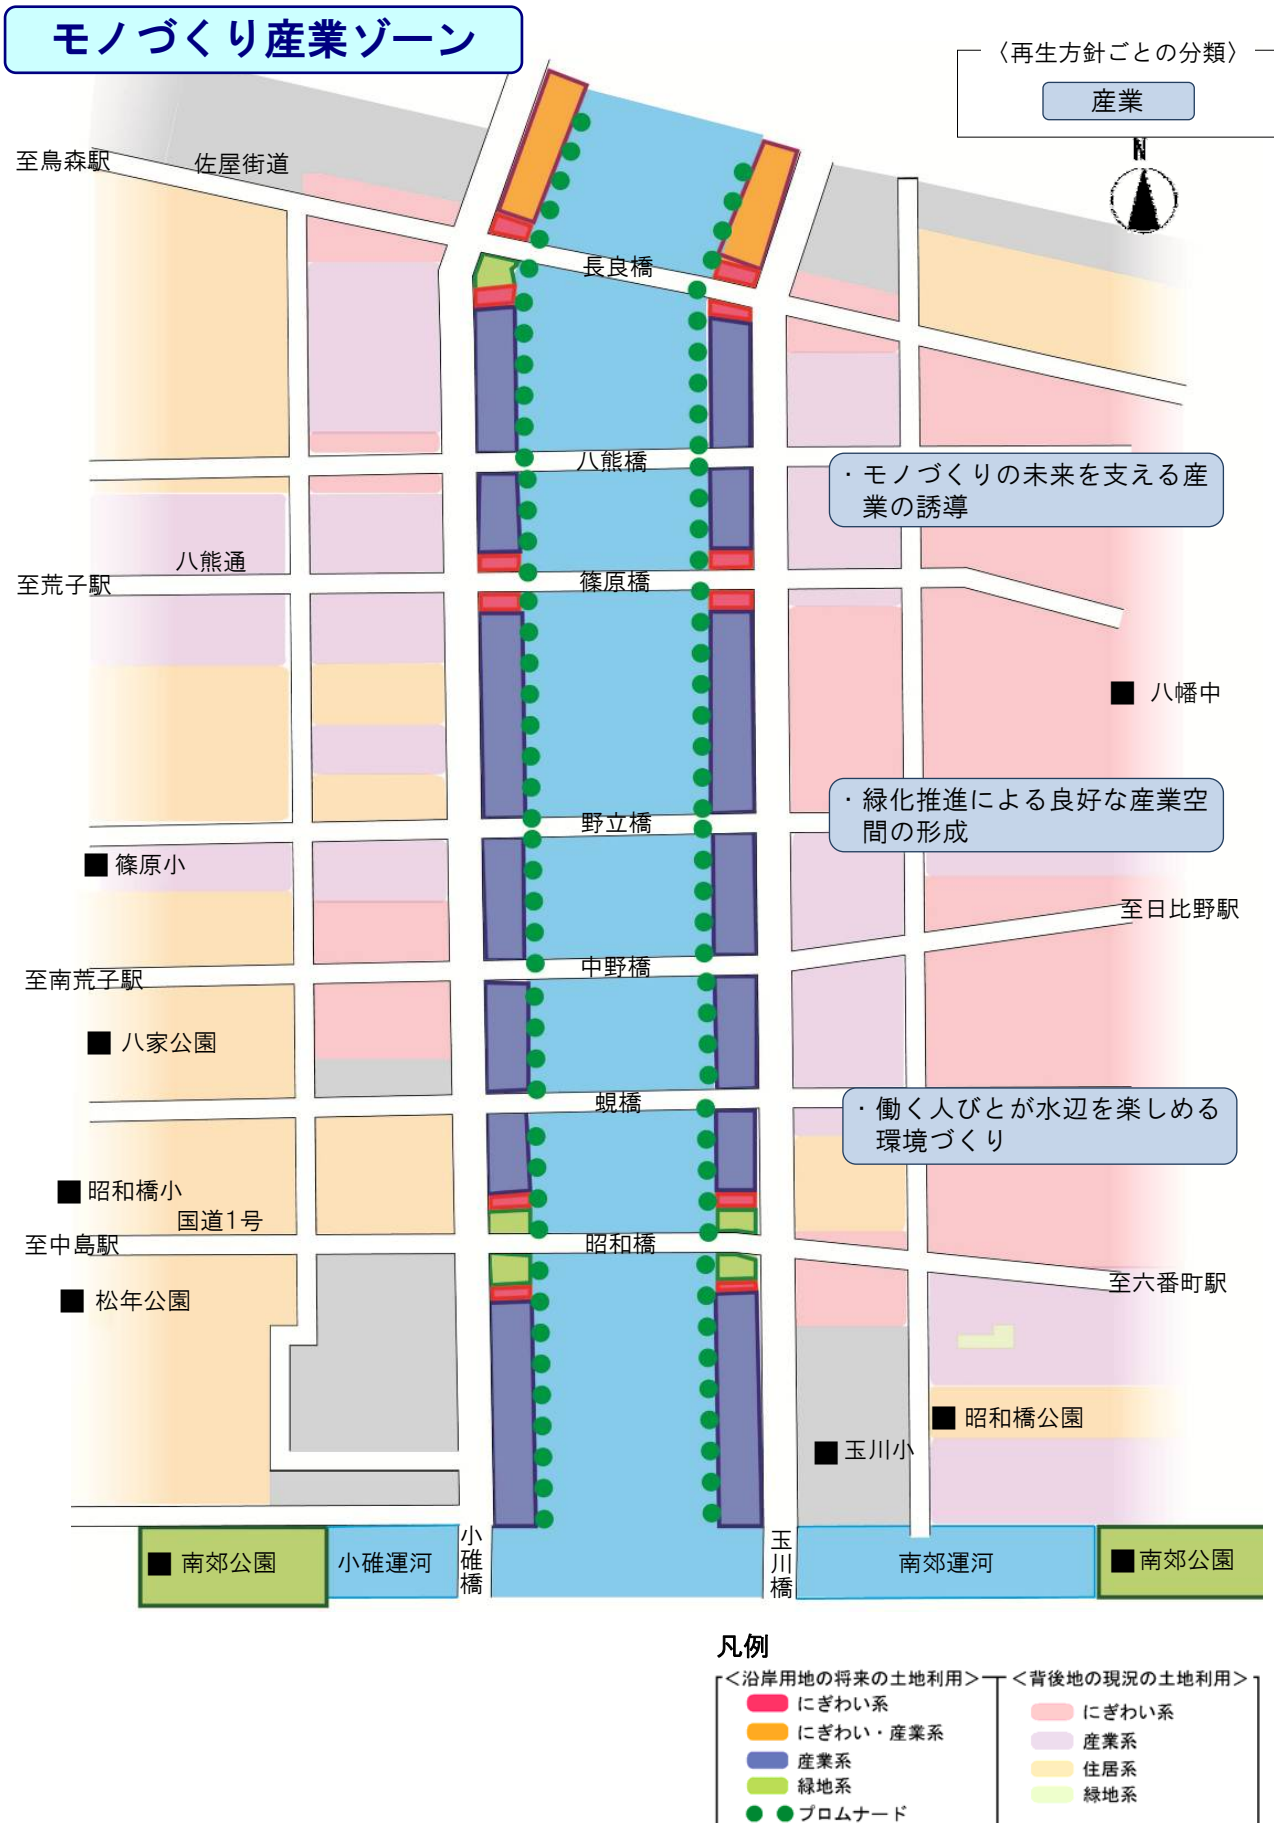 モノづくり産業ゾーン
〈再生方針ごとの分類〉
産業
N
至烏森駅
佐屋街道
長良橋
八熊橋
・モノづくりの未来を支える産
業の誘導
八熊通
至荒子駅
篠原橋
八幡中
・緑化推進による良好な産業空
間の形成
野立橋
篠原小
至日比野駅
中野橋
至南荒子駅
八家公園
蜆橋
・働く人びとが水辺を楽しめる
環境づくり
昭和橋小
国道1号
至中島駅
昭和橋
至六番町駅
松年公園
昭和橋公園
玉川小
南郊公園
小碓運河
小碓橋
玉川橋
南郊運河
南郊公園
凡例
<沿岸用地の将来の土地利用>
にぎわい系
にぎわい・産業系
産業系
緑地系
プロムナード
<背後地の現況の土地利用>
にぎわい系
産業系
住居系
緑地系